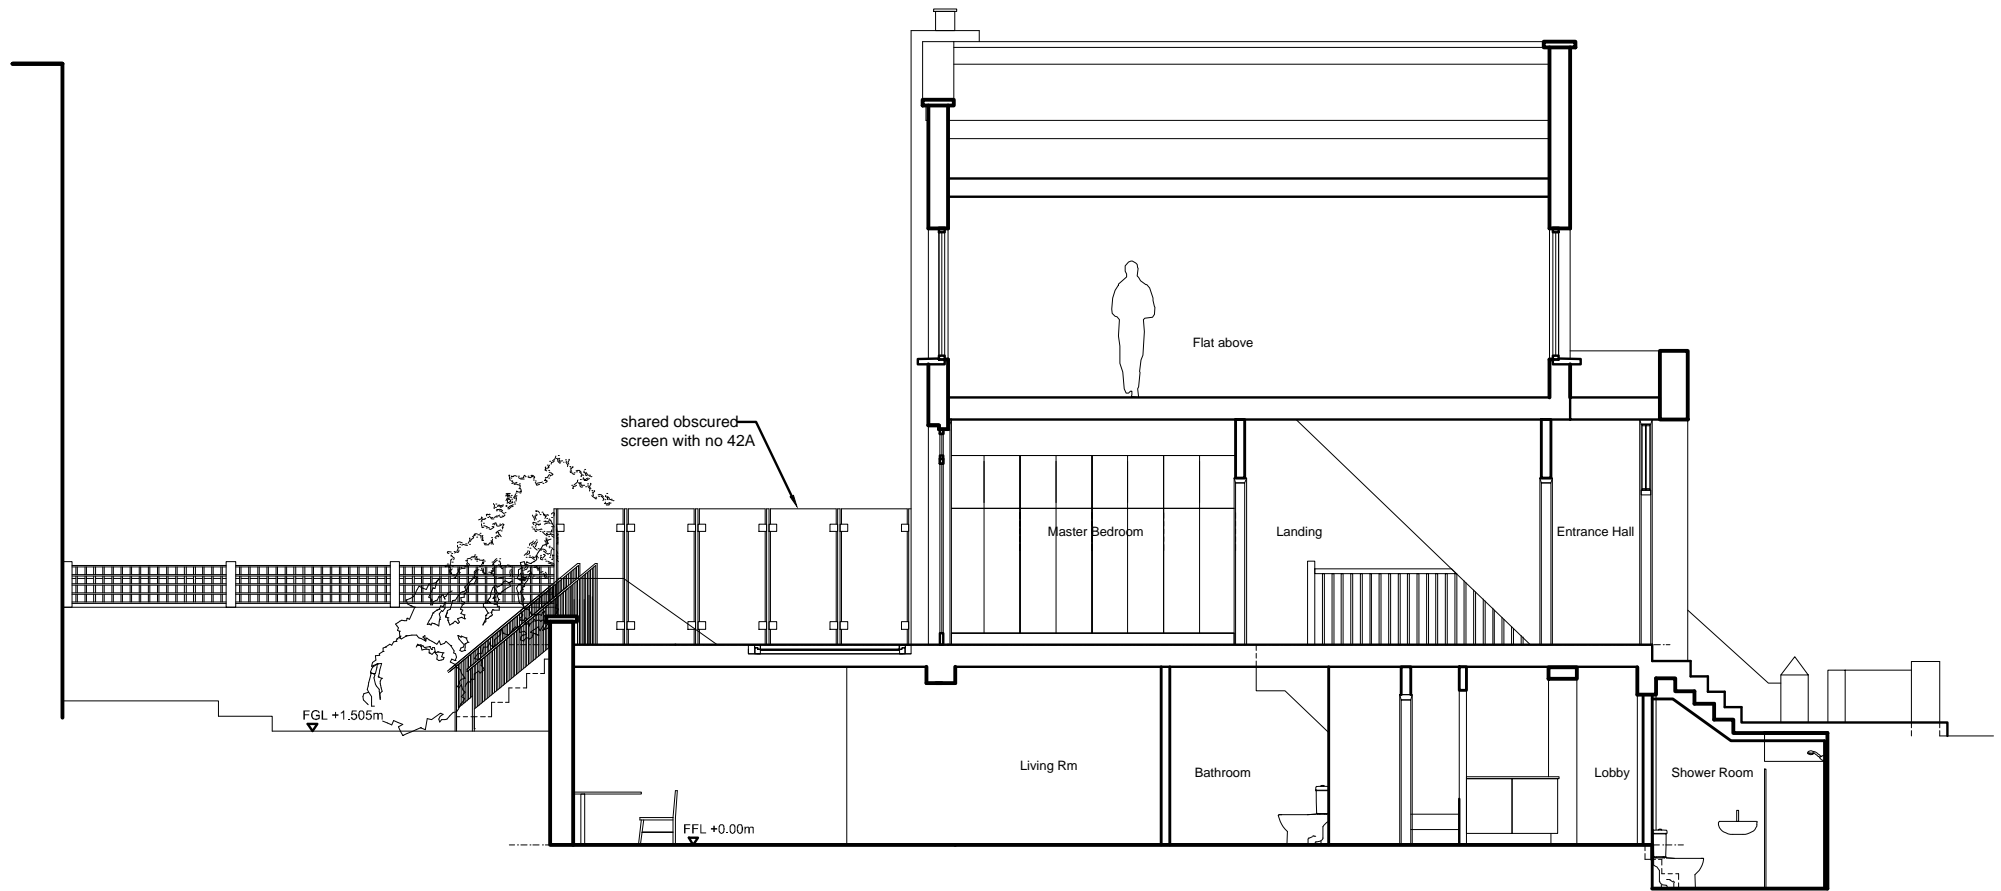 Flat above
shared obscured
screen with no 42A
Master Bedroom
Landing
Entrance Hall
FGL +1.505m
Living Rm
Bathroom
Lobby
Shower Room
FFL +0.00m